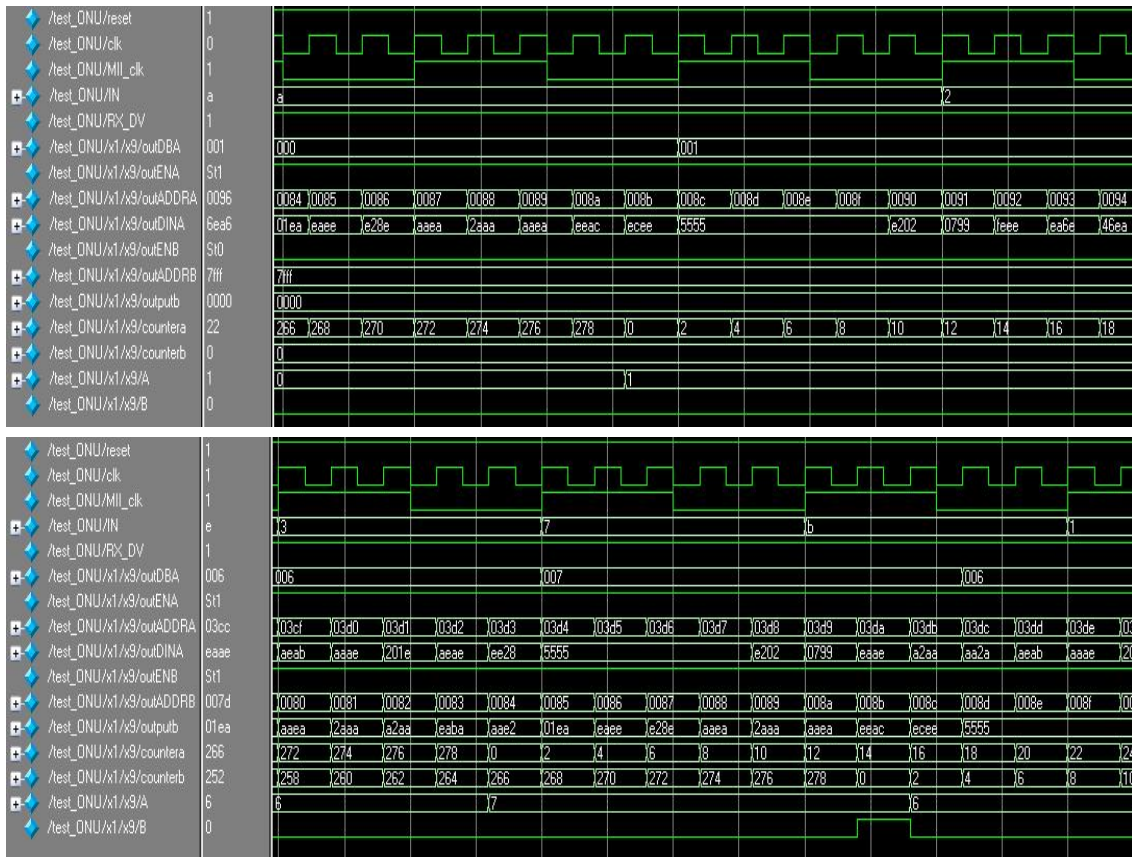 /test_ONU/reset 1
/test_ONU/clk 0
/test_ONU/MII_clk 1
/test_ONU/IN a a 2
/test_ONU/RX_DV 1
/test_ONU/x1/x9/outDBA 001 000 001
/test_ONU/x1/x9/outENA St1
/test_ONU/x1/x9/outADDRA 0096 0084 0085 0086 0087 0088 0089 008a 008b 008c 008d 008e 008f 0090 0091 0092 0093 0094
/test_ONU/x1/x9/outDINA 6ea6 01ea eaee e28e aaea 2aaa aaea eeac ecee 5555 e202 0799 feee ea6e 46ea
/test_ONU/x1/x9/outENB St0
/test_ONU/x1/x9/outADDRB 7fff 7fff
/test_ONU/x1/x9/outputb 0000 0000
/test_ONU/x1/x9/countera 22 266 268 270 272 274 276 278 0 2 4 6 8 10 12 14 16 18
/test_ONU/x1/x9/counterb 0 0
/test_ONU/x1/x9/A 1 0 1
/test_ONU/x1/x9/B 0
/test_ONU/reset 1
/test_ONU/clk 1
/test_ONU/MII_clk 1
/test_ONU/IN e 3 7 b 1
/test_ONU/RX_DV 1
/test_ONU/x1/x9/outDBA 006 006 007 006
/test_ONU/x1/x9/outENA St1
/test_ONU/x1/x9/outADDRA 03cc 03cf 03d0 03d1 03d2 03d3 03d4 03d5 03d6 03d7 03d8 03d9 03da 03db 03dc 03dd 03de 03
/test_ONU/x1/x9/outDINA eaae aeab aaae 201e aeae ee28 5555 e202 0799 eaae a2aa aa2a aeab aaae 20
/test_ONU/x1/x9/outENB St1
/test_ONU/x1/x9/outADDRB 007d 0080 0081 0082 0083 0084 0085 0086 0087 0088 0089 008a 008b 008c 008d 008e 008f 00
/test_ONU/x1/x9/outputb 01ea aaea 2aaa a2aa eaba aae2 01ea eaee e28e aaea 2aaa aaea eeac ecee 5555
/test_ONU/x1/x9/countera 266 272 274 276 278 0 2 4 6 8 10 12 14 16 18 20 22 24
/test_ONU/x1/x9/counterb 252 258 260 262 264 266 268 270 272 274 276 278 0 2 4 6 8 10
/test_ONU/x1/x9/A 6 6 7 6
/test_ONU/x1/x9/B 0